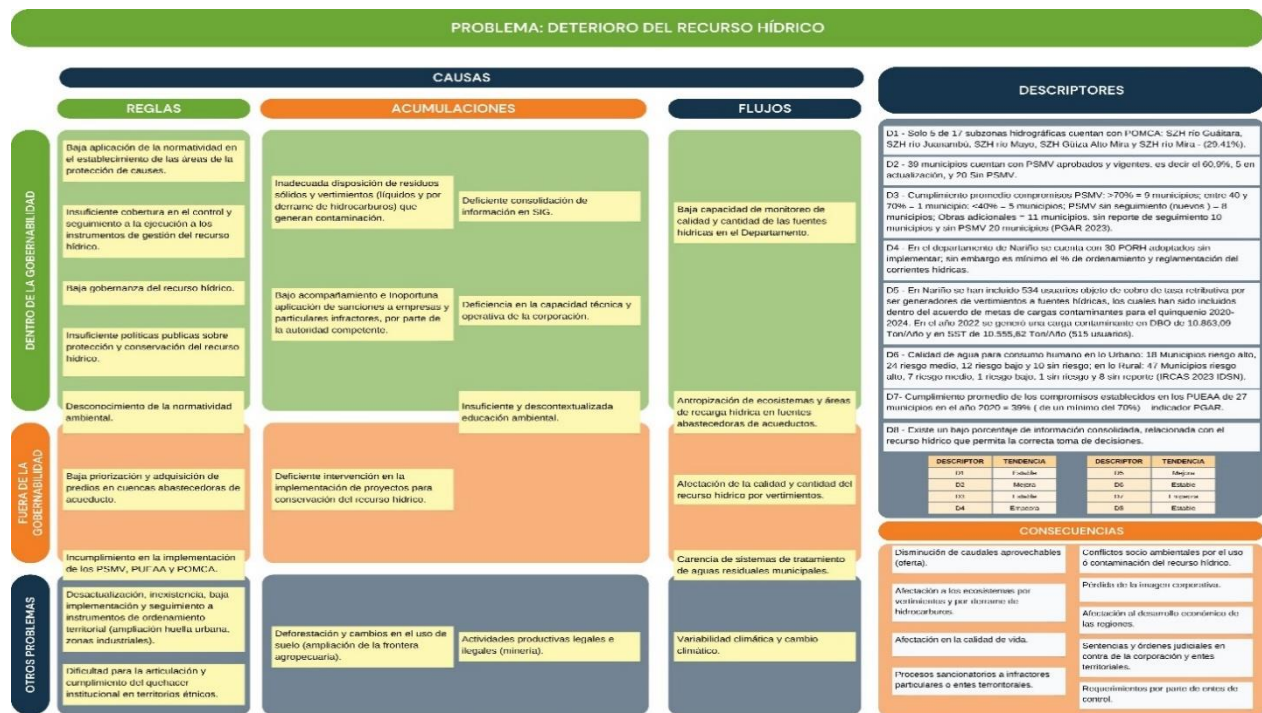 PROBLEMA: DETERIORO DEL RECURSO HÍDRICO
CAUSAS
REGLAS
ACUMULACIONES
FLUJOS
DENTRO DE LA GOBERNABILIDAD
Baja aplicación de la normatividad en
el establecimiento de las áreas de la
protección de causes.
Insuficiente cobertura en el control y
seguimiento a la ejecución a los
instrumentos de gestión del recurso
hídrico.
Baja gobernanza del recurso hídrico.
Insuficiente políticas publicas sobre
protección y conservación del recurso
hídrico.
Desconocimiento de la normatividad
ambiental.
Inadecuada disposición de residuos
sólidos y vertimientos (líquidos y por
derrame de hidrocarburos) que
generan contaminación.
Deficiente consolidación de
información en SIG.
Bajo acompañamiento e Inoportuna
aplicación de sanciones a empresas y
particulares infractores, por parte de
la autoridad competente.
Deficiencia en la capacidad técnica y
operativa de la corporación.
Insuficiente y descontextualizada
educación ambiental.
Baja capacidad de monitoreo de
calidad y cantidad de las fuentes
hídricas en el Departamento.
Antropización de ecosistemas y áreas
de recarga hídrica en fuentes
abastecedoras de acueductos.
FUERA DE LA
GOBERNABILIDAD
Baja priorización y adquisición de
predios en cuencas abastecedoras de
acueducto.
Incumplimiento en la implementación
de los PSMV, PUEAA y POMCA.
Deficiente intervención en la
implementación de proyectos para
conservación del recurso hídrico.
Afectación de la calidad y cantidad del
recurso hídrico por vertimientos.
Carencia de sistemas de tratamiento
de aguas residuales municipales.
OTROS PROBLEMAS
Desactualización, inexistencia, baja
implementación y seguimiento a
instrumentos de ordenamiento
territorial (ampliación huella urbana,
zonas industriales).
Dificultad para la articulación y
cumplimiento del quehacer
institucional en territorios étnicos.
Deforestación y cambios en el uso de
suelo (ampliación de la frontera
agropecuaria).
Actividades productivas legales e
ilegales (minería).
Variabilidad climática y cambio
climático.
DESCRIPTORES
D1 - Solo 5 de 17 subzonas hidrográficas cuentan con POMCA: SZH río Guáitara,
SZH río Juanambú, SZH río Mayo, SZH Güiza Alto Mira y SZH río Mira - (29.41%).
D2 - 39 municipios cuentan con PSMV aprobados y vigentes. es decir el 60,9%, 5 en
actualización, y 20 Sin PSMV.
D3 - Cumplimiento promedio compromisos PSMV: >70% = 9 municipios; entre 40 y
70% = 1 municipio; <40% = 5 municipios; PSMV sin seguimiento (nuevos ) = 8
municipios; Obras adicionales = 11 municipios. sin reporte de seguimiento 10
municipios y sin PSMV 20 municipios (PGAR 2023).
D4 - En el departamento de Nariño se cuenta con 30 PORH adoptados sin
implementar; sin embargo es mínimo el % de ordenamiento y reglamentación del
corrientes hídricas.
D5 - En Nariño se han incluido 534 usuarios objeto de cobro de tasa retributiva por
ser generadores de vertimientos a fuentes hídricas, los cuales han sido incluidos
dentro del acuerdo de metas de cargas contaminantes para el quinquenio 2020-
2024. En el año 2022 se generó una carga contaminante en DBO de 10.863,09
Ton/Año y en SST de 10.555,62 Ton/Año (515 usuarios).
D6 - Calidad de agua para consumo humano en lo Urbano: 18 Municipios riesgo alto,
24 riesgo medio, 12 riesgo bajo y 10 sin riesgo; en lo Rural: 47 Municipios riesgo
alto, 7 riesgo medio, 1 riesgo bajo, 1 sin riesgo y 8 sin reporte (IRCAS 2023 IDSN).
D7- Cumplimiento promedio de los compromisos establecidos en los PUEAA de 27
municipios en el año 2020 = 39% ( de un mínimo del 70%) indicador PGAR.
D8 - Existe un bajo porcentaje de información consolidada, relacionada con el
recurso hídrico que permita la correcta toma de decisiones.
DESCRIPTOR TENDENCIA DESCRIPTOR TENDENCIA
D1 Estable D5 Mejora
D2 Mejora D6 Estable
D3 Estable D7 Empeora
D4 Empeora D8 Estable
CONSECUENCIAS
Disminución de caudales aprovechables
(oferta).
Afectación a los ecosistemas por
vertimientos y por derrame de
hidrocarburos.
Afectación en la calidad de vida.
Procesos sancionatorios a infractores
particulares o entes terrortorales.
Conflictos socio ambientales por el uso
ó contaminación del recurso hídrico.
Pérdida de la imagen corporativa.
Afectación al desarrollo económico de
las regiones.
Sentencias y órdenes judiciales en
contra de la corporación y entes
territoriales.
Requerimientos por parte de entes de
control.